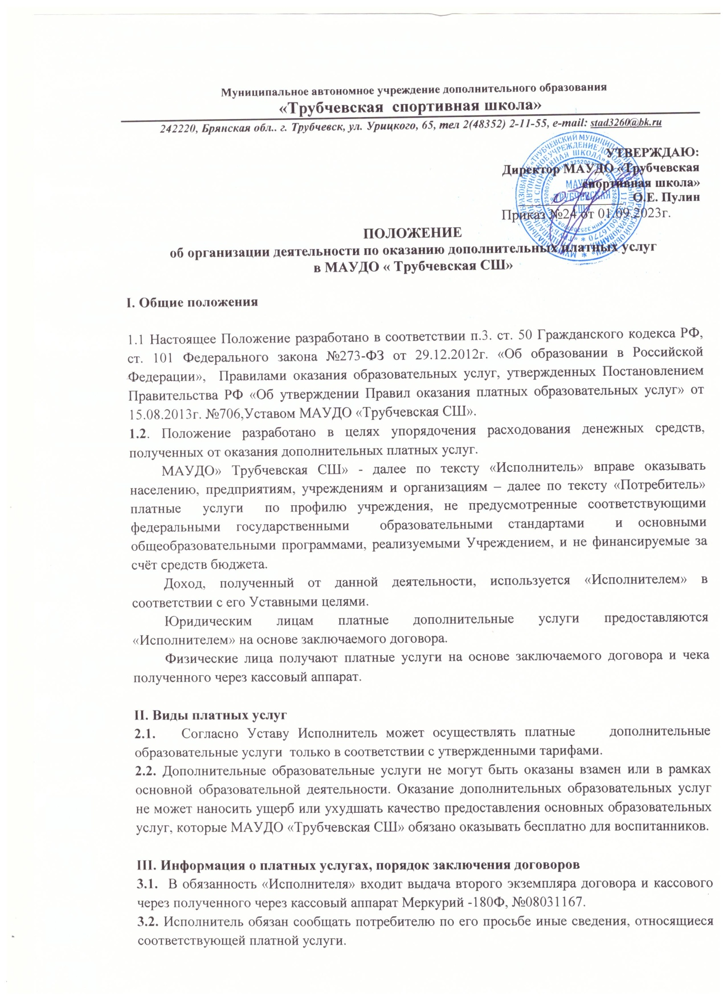 Муниципальное автономное учреждение дополнительного образования
«Трубчевская спортивная школа»
242220, Брянская обл.. г. Трубчевск, ул. Урицкого, 65, тел 2(48352) 2-11-55, e-mail: stad3260@bk.ru
УТВЕРЖДАЮ:
Директор МАУДО «Трубчевская
спортивная школа»
О.Е. Пулин
Приказ №24 от 01.09.2023г.
МАУДО
«ТРУБЧЕВСКАЯ
СШ»
ПОЛОЖЕНИЕ
об организации деятельности по оказанию дополнительных платных услуг
в МАУДО « Трубчевская СШ»
I. Общие положения
1.1 Настоящее Положение разработано в соответствии п.3. ст. 50 Гражданского кодекса РФ,
ст. 101 Федерального закона №273-ФЗ от 29.12.2012г. «Об образовании в Российской
Федерации», Правилами оказания образовательных услуг, утвержденных Постановлением
Правительства РФ «Об утверждении Правил оказания платных образовательных услуг» от
15.08.2013г. №706,Уставом МАУДО «Трубчевская СШ».
1.2. Положение разработано в целях упорядочения расходования денежных средств,
полученных от оказания дополнительных платных услуг.
МАУДО» Трубчевская СШ» - далее по тексту «Исполнитель» вправе оказывать
населению, предприятиям, учреждениям и организациям – далее по тексту «Потребитель»
платные услуги по профилю учреждения, не предусмотренные соответствующими
федеральными государственными образовательными стандартами и основными
общеобразовательными программами, реализуемыми Учреждением, и не финансируемые за
счёт средств бюджета.
Доход, полученный от данной деятельности, используется «Исполнителем» в
соответствии с его Уставными целями.
Юридическим лицам платные дополнительные услуги предоставляются
«Исполнителем» на основе заключаемого договора.
Физические лица получают платные услуги на основе заключаемого договора и чека
полученного через кассовый аппарат.
II. Виды платных услуг
2.1. Согласно Уставу Исполнитель может осуществлять платные дополнительные
образовательные услуги только в соответствии с утвержденными тарифами.
2.2. Дополнительные образовательные услуги не могут быть оказаны взамен или в рамках
основной образовательной деятельности. Оказание дополнительных образовательных услуг
не может наносить ущерб или ухудшать качество предоставления основных образовательных
услуг, которые МАУДО «Трубчевская СШ» обязано оказывать бесплатно для воспитанников.
III. Информация о платных услугах, порядок заключения договоров
3.1. В обязанность «Исполнителя» входит выдача второго экземпляра договора и кассового
через полученного через кассовый аппарат Меркурий -180Ф, №08031167.
3.2. Исполнитель обязан сообщать потребителю по его просьбе иные сведения, относящиеся
соответствующей платной услуги.